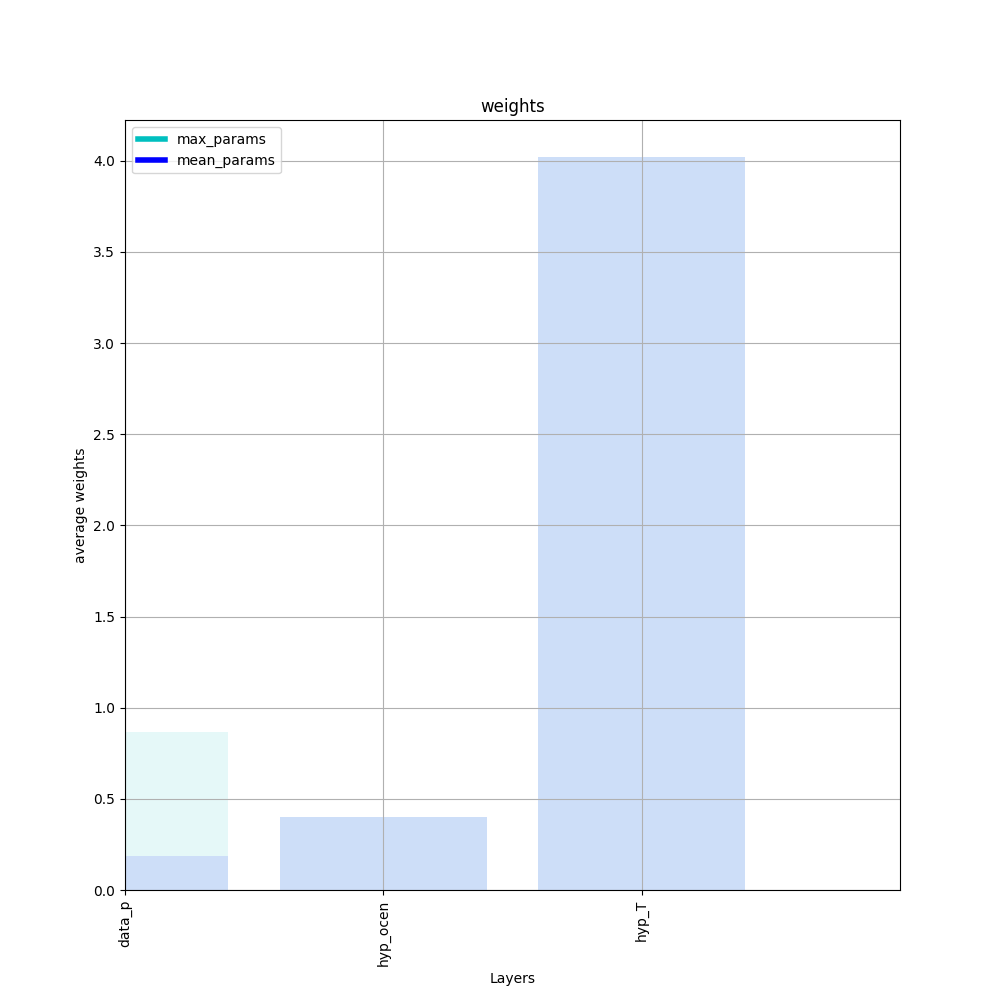 weights
max_params
mean_params
4.0
3.5
3.0
2.5
2.0
1.5
1.0
0.5
0.0
average weights
data_p
hyp_ocen
hyp_T
Layers